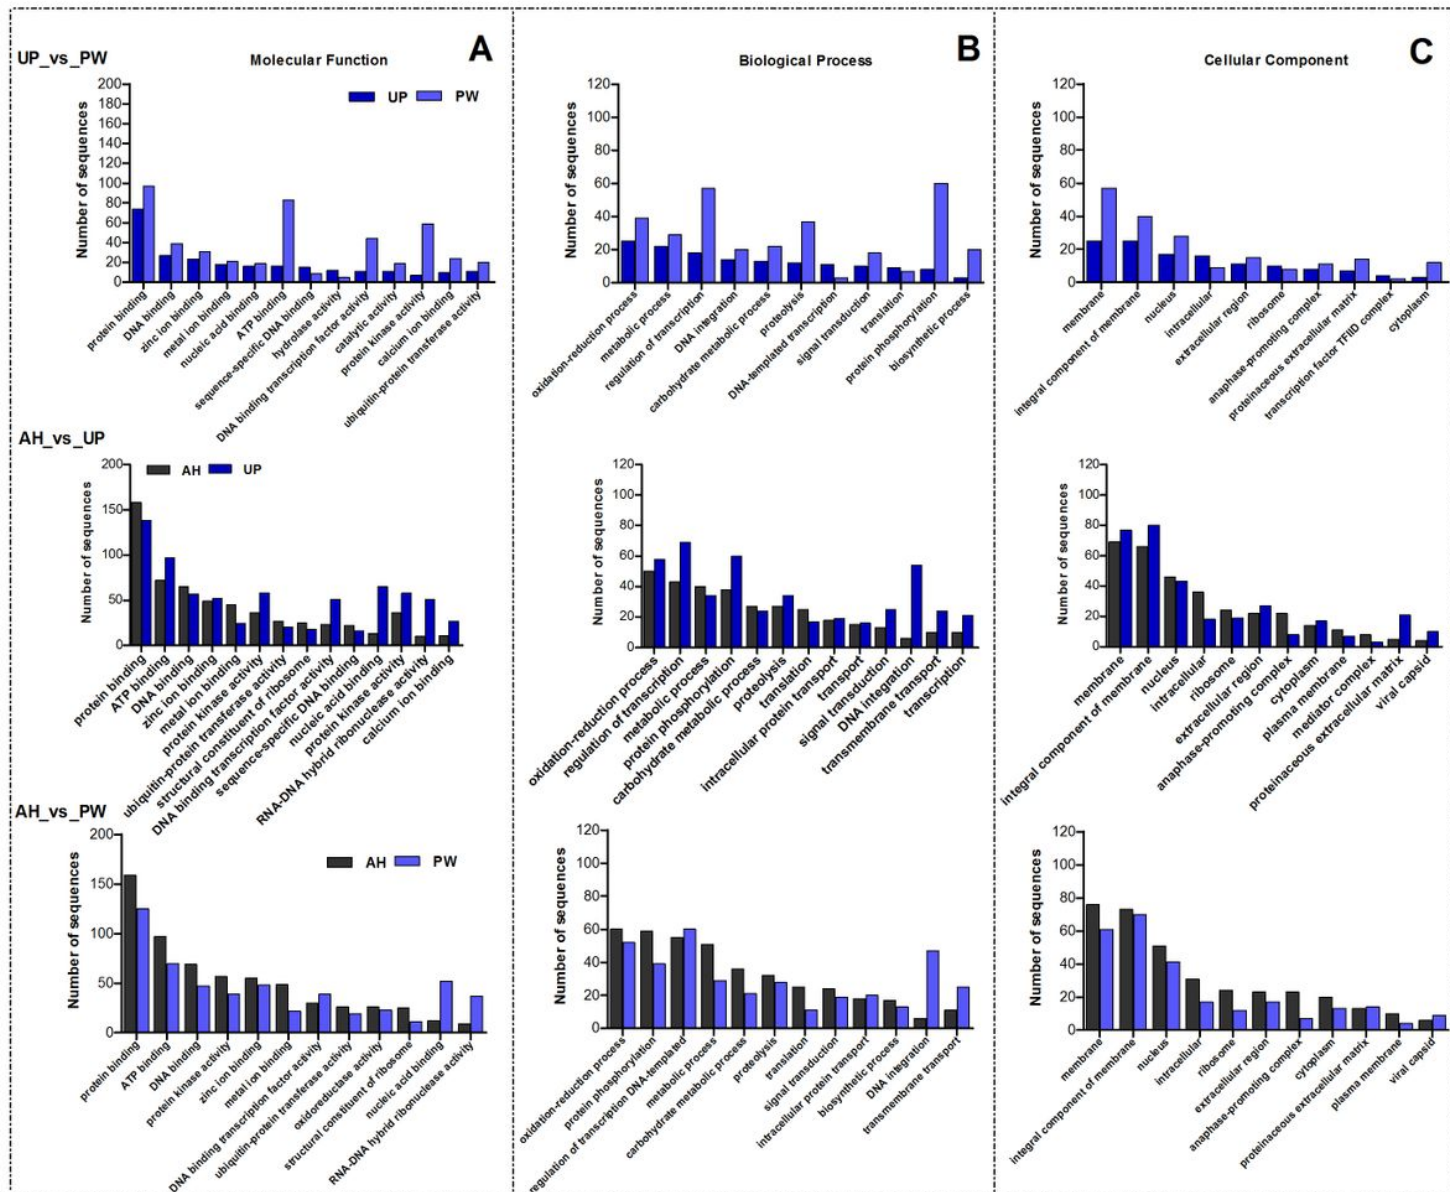 A
B
C
UP_vs_PW
Molecular Function
Biological Process
Cellular Component
UP PW
Number of sequences
200
180
160
140
120
100
80
60
40
20
0
protein binding
DNA binding
zinc ion binding
metal ion binding
nucleic acid binding
ATP binding
sequence-specific DNA binding
hydrolase activity
DNA binding transcription factor activity
catalytic activity
protein kinase activity
calcium ion binding
ubiquitin-protein transferase activity
Number of sequences
120
100
80
60
40
20
0
oxidation-reduction process
metabolic process
regulation of transcription
DNA integration
carbohydrate metabolic process
proteolysis
DNA-templated transcription
signal transduction
translation
protein phosphorylation
biosynthetic process
Number of sequences
120
100
80
60
40
20
0
membrane
integral component of membrane
nucleus
intracellular
extracellular region
ribosome
anaphase-promoting complex
proteinaceous extracellular matrix
transcription factor TFIID complex
cytoplasm
AH_vs_UP
AH UP
Number of sequences
200
150
100
50
0
protein binding
ATP binding
DNA binding
zinc ion binding
metal ion binding
protein kinase activity
ubiquitin-protein transferase activity
structural constituent of ribosome
DNA binding transcription factor activity
sequence-specific DNA binding
nucleic acid binding
protein kinase activity
RNA-DNA hybrid ribonuclease activity
calcium ion binding
Number of sequences
120
100
80
60
40
20
0
oxidation-reduction process
regulation of transcription
metabolic process
protein phosphorylation
carbohydrate metabolic process
proteolysis
translation
intracellular protein transport
transport
signal transduction
DNA integration
transmembrane transport
transcription
Number of sequences
120
100
80
60
40
20
0
membrane
integral component of membrane
nucleus
intracellular
ribosome
extracellular region
anaphase-promoting complex
cytoplasm
plasma membrane
mediator complex
proteinaceous extracellular matrix
viral capsid
AH_vs_PW
AH PW
Number of sequences
200
150
100
50
0
protein binding
ATP binding
DNA binding
protein kinase activity
zinc ion binding
metal ion binding
DNA binding transcription factor activity
ubiquitin-protein transferase activity
oxidoreductase activity
structural constituent of ribosome
nucleic acid binding
RNA-DNA hybrid ribonuclease activity
Number of sequences
120
100
80
60
40
20
0
oxidation-reduction process
protein phosphorylation
regulation of transcription DNA-templated
metabolic process
carbohydrate metabolic process
proteolysis
translation
signal transduction
intracellular protein transport
biosynthetic process
DNA integration
transmembrane transport
Number of sequences
120
100
80
60
40
20
0
membrane
integral component of membrane
nucleus
intracellular
ribosome
extracellular region
anaphase-promoting complex
cytoplasm
proteinaceous extracellular matrix
plasma membrane
viral capsid